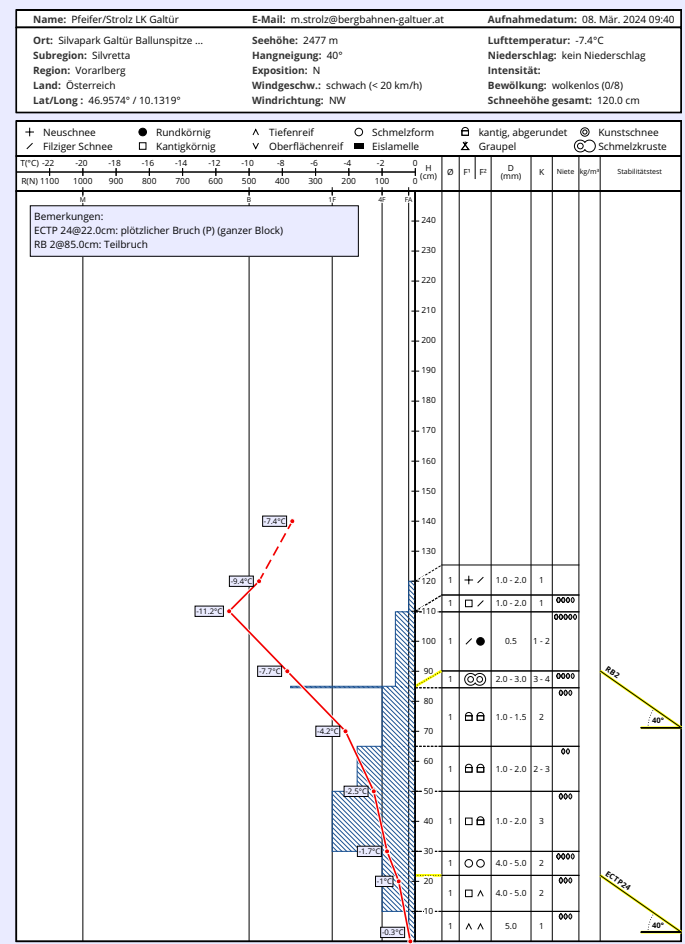 Name: Pfeifer/Strolz LK Galtür E-Mail: m.strolz@bergbahnen-galtuer.at Aufnahmedatum: 08. Mär. 2024 09:40
Ort: Silvapark Galtür Ballunspitze ... Seehöhe: 2477 m Lufttemperatur: -7.4°C
Subregion: Silvretta Hangneigung: 40° Niederschlag: kein Niederschlag
Region: Vorarlberg Exposition: N Intensität:
Land: Österreich Windgeschw.: schwach (< 20 km/h) Bewölkung: wolkenlos (0/8)
Lat/Long : 46.9574° / 10.1319° Windrichtung: NW Schneehöhe gesamt: 120.0 cm
Neuschnee Rundkörnig Tiefenreif Schmelzform kantig, abgerundet Kunstschnee
Filziger Schnee Kantigkörnig Oberflächenreif Eislamelle Graupel Schmelzkruste
T(°C) -22 -20 -18 -16 -14 -12 -10 -8 -6 -4 -2 0 H (cm) Ø F¹ F² D (mm) K Niete kg/m³ Stabilitätstest
R(N) 1100 1000 900 800 700 600 500 400 300 200 100 0
M B 1F 4F FA
Bemerkungen:
ECTP 24@22.0cm: plötzlicher Bruch (P) (ganzer Block)
RB 2@85.0cm: Teilbruch
240
230
220
210
200
190
180
170
160
150
-7.4°C 140
130
-9.4°C 120 1 1.0 - 2.0 1
-11.2°C 110 1 1.0 - 2.0 1
100 1 0.5 1 - 2
-7.7°C 90 1 2.0 - 3.0 3 - 4 RB2
80
-4.2°C 70 1 1.0 - 1.5 2 40°
60 1 1.0 - 2.0 2 - 3
-2.5°C 50
40 1 1.0 - 2.0 3
-1.7°C 30 1 4.0 - 5.0 2
-1°C 20 1 4.0 - 5.0 2 ECTP24
10
-0.3°C 1 5.0 1 40°